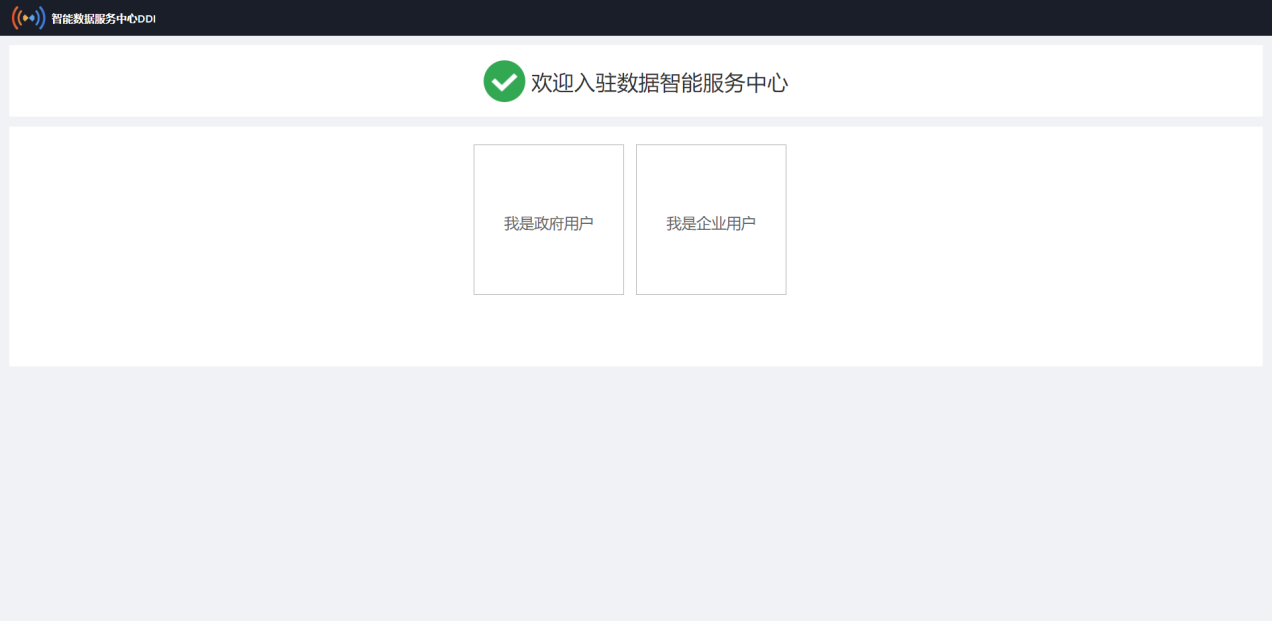 智能数据服务中心DDI
欢迎入驻数据智能服务中心
我是政府用户
我是企业用户